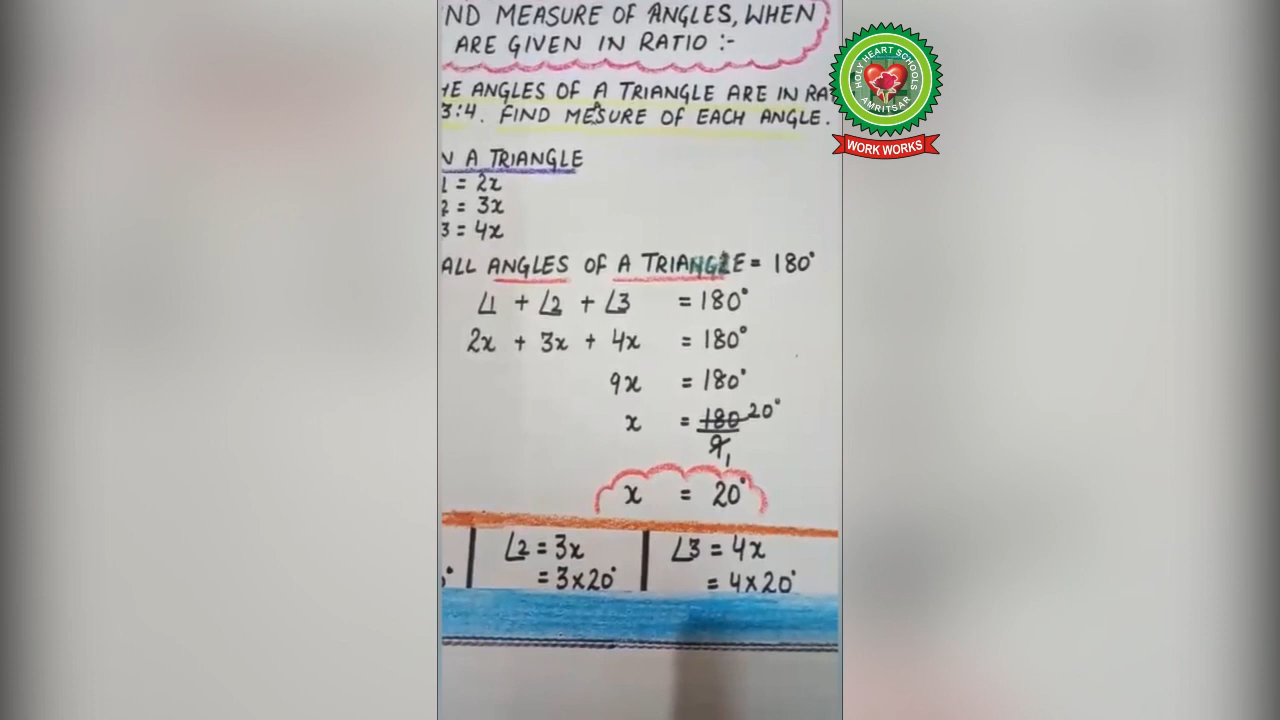 ND MEASURE OF ANGLES, WHEN
ARE GIVEN IN RATIO :-
HE ANGLES OF A TRIANGLE ARE IN RA
3:4. FIND MESURE OF EACH ANGLE.
A
N A TRIANGLE
1 = 2x
2 = 3x
3 = 4x
ALL ANGLES OF A TRIANGLE = 180°
∠1 + ∠2 + ∠3 = 180°
2x + 3x + 4x = 180°
9x = 180°
x = 180/9 20° 1
x = 20°
∠2 = 3x
= 3x20°
∠3 = 4x
= 4x20°
HOLY HEART SCHOOLS
AMRITSAR
WORK WORKS